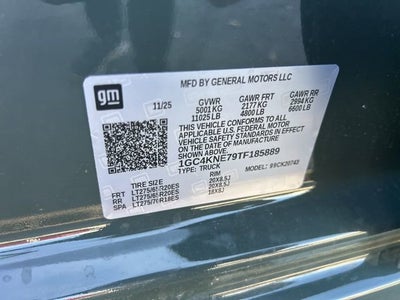 gm
MFD BY GENERAL MOTORS LLC
11/25
GVWR GAWR FRT GAWR RR
5001 KG 2177 KG 2994 KG
11025 LB 4800 LB 6600 LB
THIS VEHICLE CONFORMS TO ALL
APPLICABLE U.S. FEDERAL MOTOR
VEHICLE SAFETY STANDARDS IN
EFFECT ON THE DATE OF
MANUFACTURE SHOWN ABOVE.
1GC4KNE79TF185889
TYPE: TRUCK MODEL: 99CK20743
TIRE SIZE RIM
FRT LT275/65R20ES 20X8.5J
RR LT275/65R20ES 20X8.5J
SPA LT275/70R18ES 18X8J